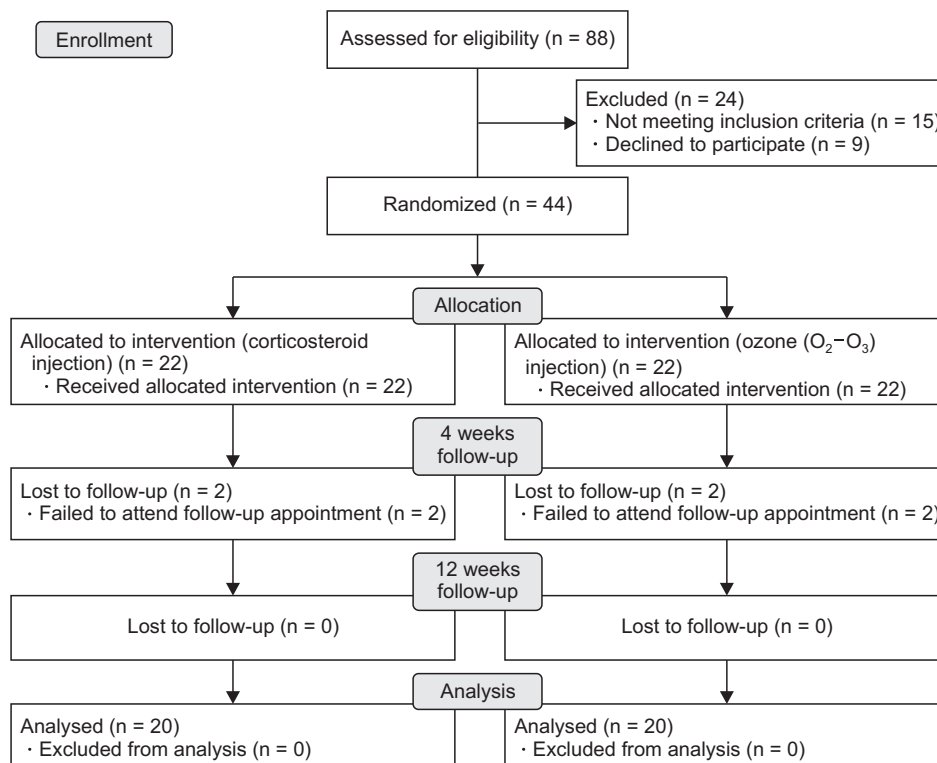 Enrollment
Assessed for eligibility (n = 88)
Excluded (n = 24)
· Not meeting inclusion criteria (n = 15)
· Declined to participate (n = 9)
Randomized (n = 44)
Allocation
Allocated to intervention (corticosteroid
injection) (n = 22)
· Received allocated intervention (n = 22)
Allocated to intervention (ozone (O₂−O₃)
injection) (n = 22)
· Received allocated intervention (n = 22)
4 weeks
follow-up
Lost to follow-up (n = 2)
· Failed to attend follow-up appointment (n = 2)
Lost to follow-up (n = 2)
· Failed to attend follow-up appointment (n = 2)
12 weeks
follow-up
Lost to follow-up (n = 0)
Lost to follow-up (n = 0)
Analysis
Analysed (n = 20)
· Excluded from analysis (n = 0)
Analysed (n = 20)
· Excluded from analysis (n = 0)